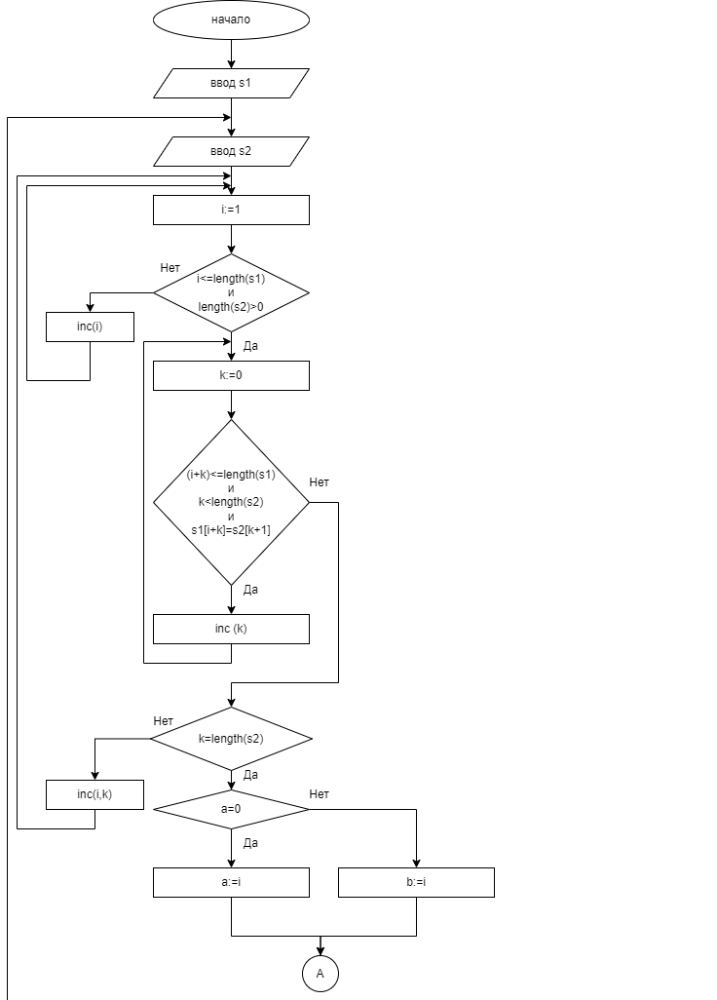 начало
ввод s1
ввод s2
i:=1
Нет
i<=length(s1)
и
length(s2)>0
inc(i)
Да
k:=0
(i+k)<=length(s1)
и
k<length(s2)
и
s1[i+k]=s2[k+1]
Нет
Да
inc (k)
Нет
k=length(s2)
Да
inc(i,k)
a=0
Нет
Да
a:=i
b:=i
A